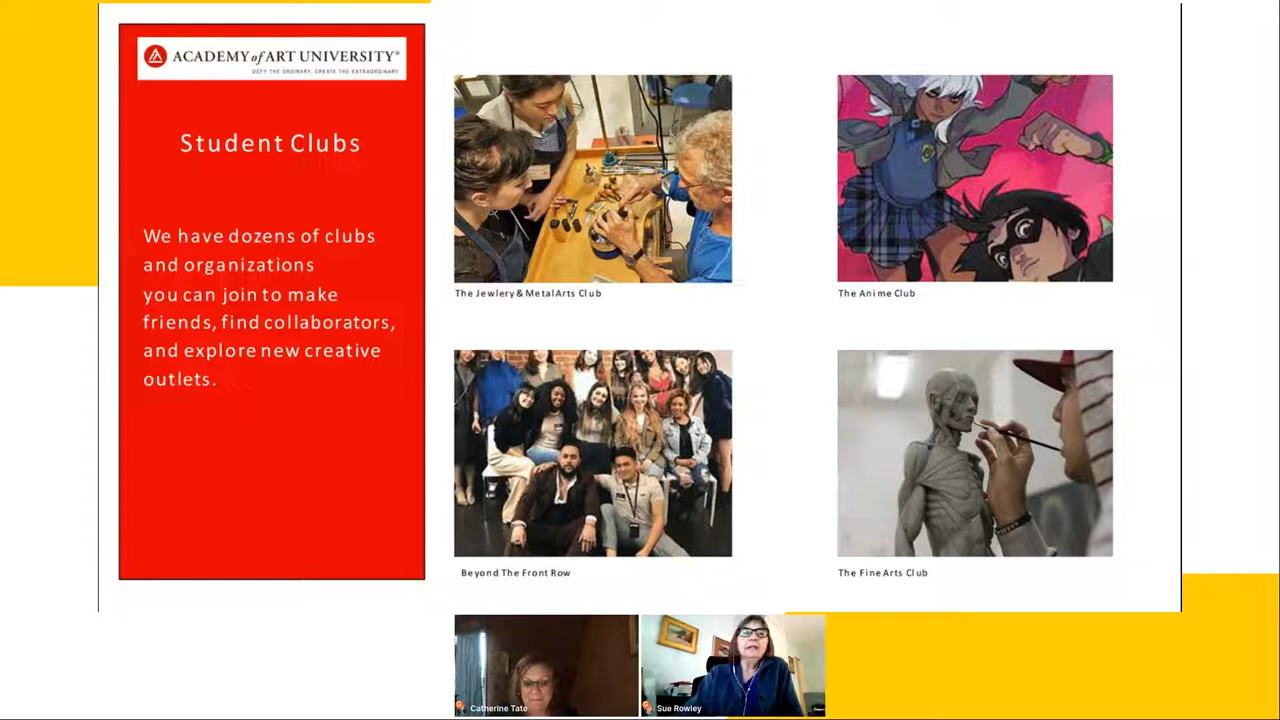 ACADEMY of ART UNIVERSITY®
DEFY THE ORDINARY, CREATE THE EXTRAORDINARY
Student Clubs
We have dozens of clubs
and organizations
you can join to make
friends, find collaborators,
and explore new creative
outlets.
The Jewlery & Metal Arts Club
The Anime Club
Beyond The Front Row
The Fine Arts Club
Catherine Tate
Sue Rowley